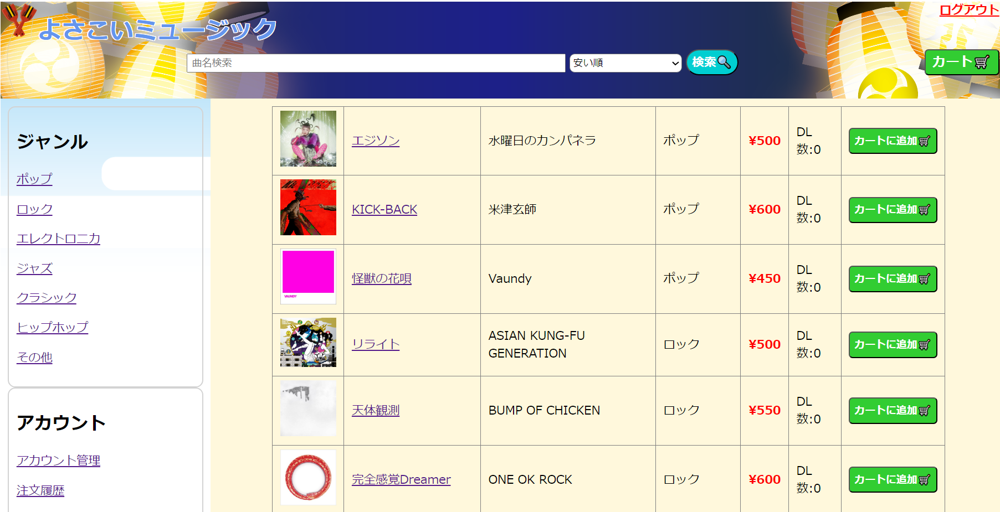 ログアウト
よさこいミュージック
曲名検索
安い順
検索
カート
ジャンル
ポップ
ロック
エレクトロニカ
ジャズ
クラシック
ヒップホップ
その他
アカウント
アカウント管理
注文履歴
エジソン 水曜日のカンパネラ ポップ ¥500 DL
数:0 カートに追加
KICK-BACK 米津玄師 ポップ ¥600 DL
数:0 カートに追加
VAUNDY
怪獣の花唄 Vaundy ポップ ¥450 DL
数:0 カートに追加
リライト ASIAN KUNG-FU
GENERATION ロック ¥500 DL
数:0 カートに追加
天体観測 BUMP OF CHICKEN ロック ¥550 DL
数:0 カートに追加
完全感覚Dreamer ONE OK ROCK ロック ¥600 DL
数:0 カートに追加